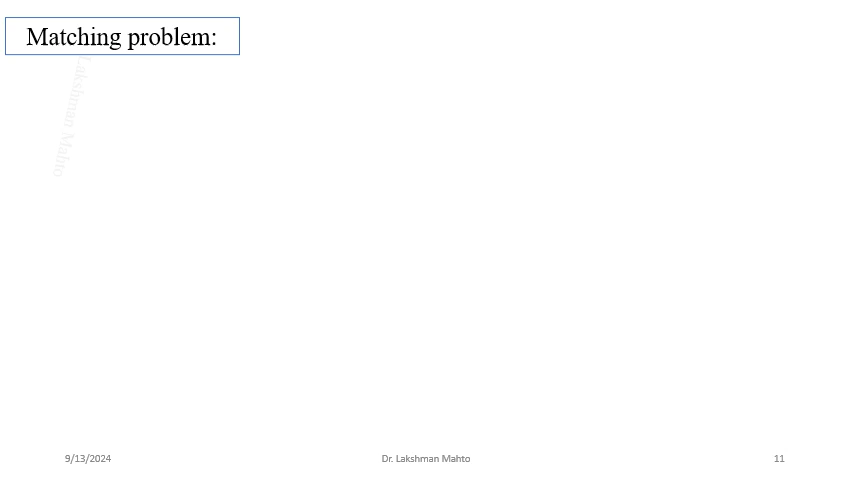 Matching problem:
Lakshman Mahto
9/13/2024
Dr. Lakshman Mahto
11